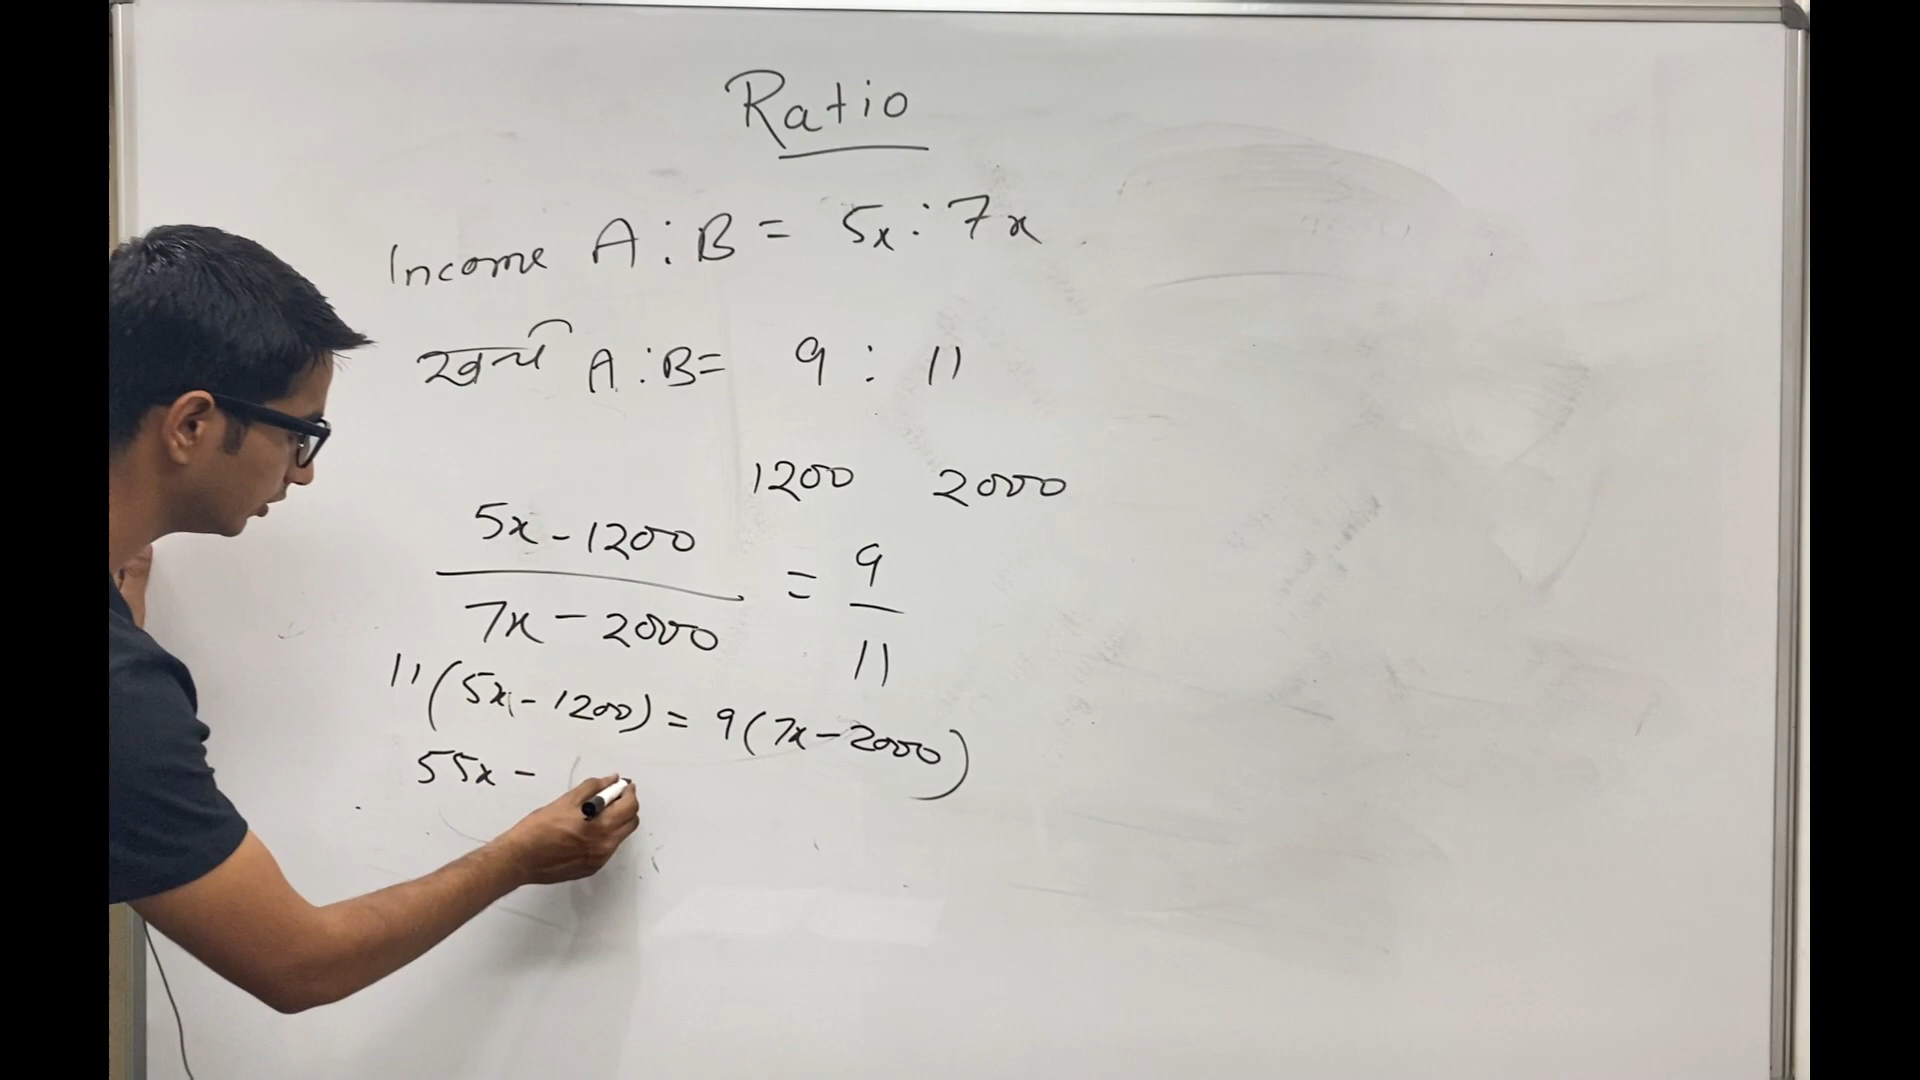 Ratio
Income A : B = 5x : 7x
खर्च A : B = 9 : 11
1200 2000
5x - 1200
7x - 2000
= 9
11
11 (5x - 1200) = 9 (7x - 2000)
55x -